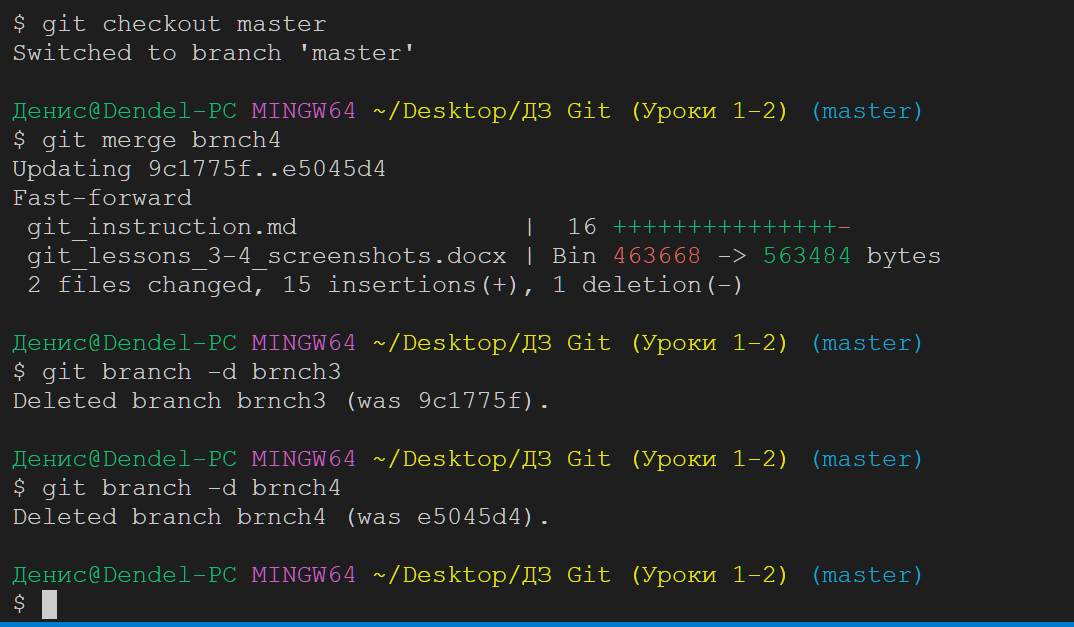 $ git checkout master
Switched to branch 'master'
Денис@Dendel-PC MINGW64 ~/Desktop/ДЗ Git (Уроки 1-2) (master)
$ git merge brnch4
Updating 9c1775f..e5045d4
Fast-forward
 git_instruction.md               |  16 +++++++++++++++-
 git_lessons_3-4_screenshots.docx | Bin 463668 -> 563484 bytes
 2 files changed, 15 insertions(+), 1 deletion(-)
Денис@Dendel-PC MINGW64 ~/Desktop/ДЗ Git (Уроки 1-2) (master)
$ git branch -d brnch3
Deleted branch brnch3 (was 9c1775f).
Денис@Dendel-PC MINGW64 ~/Desktop/ДЗ Git (Уроки 1-2) (master)
$ git branch -d brnch4
Deleted branch brnch4 (was e5045d4).
Денис@Dendel-PC MINGW64 ~/Desktop/ДЗ Git (Уроки 1-2) (master)
$